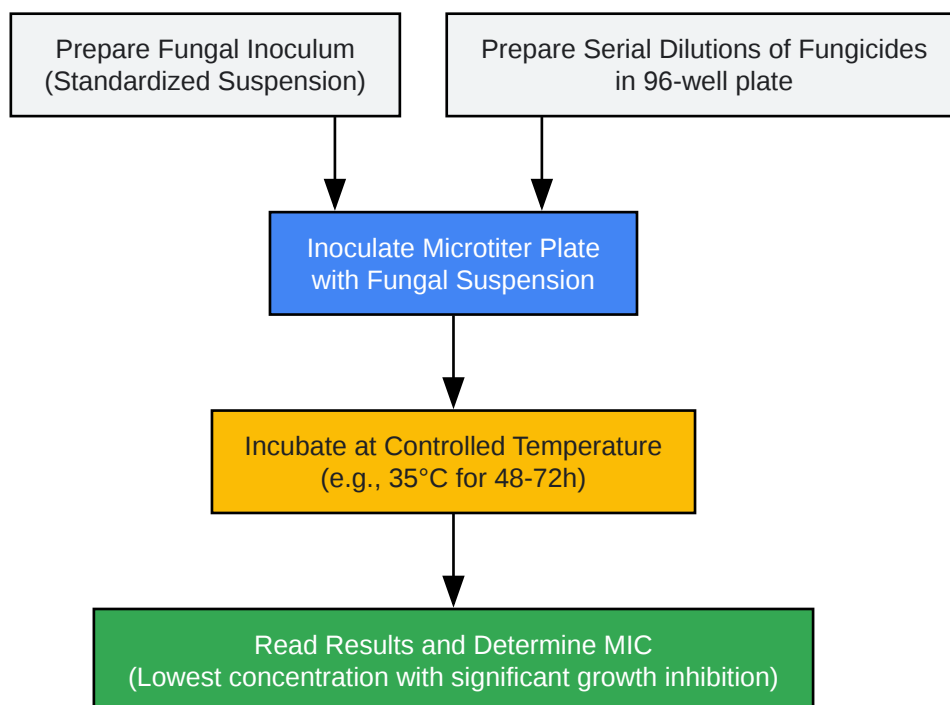 Prepare Fungal Inoculum
(Standardized Suspension)
Prepare Serial Dilutions of Fungicides
in 96-well plate
Inoculate Microtiter Plate
with Fungal Suspension
Incubate at Controlled Temperature
(e.g., 35°C for 48-72h)
Read Results and Determine MIC
(Lowest concentration with significant growth inhibition)